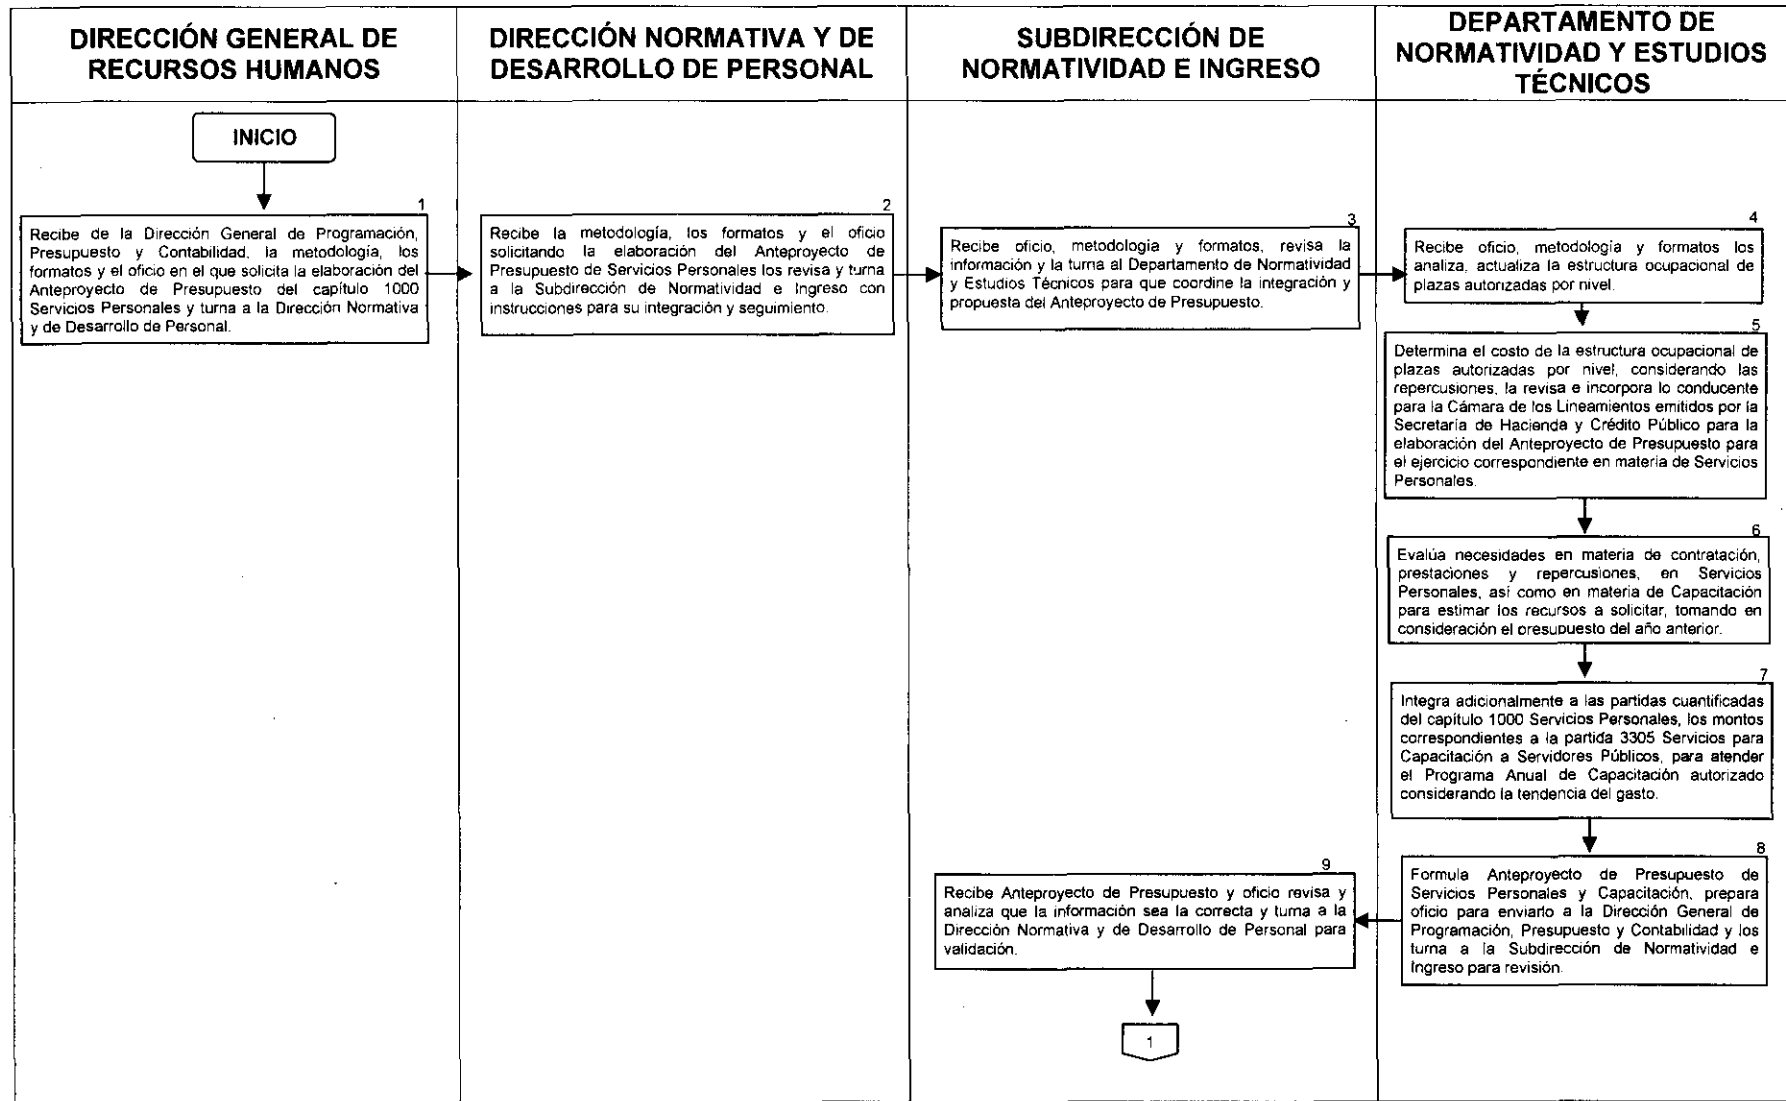 DIRECCIÓN GENERAL DE
RECURSOS HUMANOS
DIRECCIÓN NORMATIVA Y DE
DESARROLLO DE PERSONAL
SUBDIRECCIÓN DE
NORMATIVIDAD E INGRESO
DEPARTAMENTO DE
NORMATIVIDAD Y ESTUDIOS
TÉCNICOS
INICIO
1
Recibe de la Dirección General de Programación,
Presupuesto y Contabilidad, la metodología, los
formatos y el oficio en el que solicita la elaboración del
Anteproyecto de Presupuesto del capítulo 1000
Servicios Personales y turna a la Dirección Normativa
y de Desarrollo de Personal.
2
Recibe la metodología, los formatos y el oficio
solicitando la elaboración del Anteproyecto de
Presupuesto de Servicios Personales los revisa y turna
a la Subdirección de Normatividad e Ingreso con
instrucciones para su integración y seguimiento.
3
Recibe oficio, metodología y formatos, revisa la
información y la turna al Departamento de Normatividad
y Estudios Técnicos para que coordine la integración y
propuesta del Anteproyecto de Presupuesto.
4
Recibe oficio, metodología y formatos los
analiza, actualiza la estructura ocupacional de
plazas autorizadas por nivel.
5
Determina el costo de la estructura ocupacional de
plazas autorizadas por nivel, considerando las
repercusiones, la revisa e incorpora lo conducente
para la Cámara de los Lineamientos emitidos por la
Secretaría de Hacienda y Crédito Público para la
elaboración del Anteproyecto de Presupuesto para
el ejercicio correspondiente en materia de Servicios
Personales.
6
Evalúa necesidades en materia de contratación,
prestaciones y repercusiones, en Servicios
Personales, así como en materia de Capacitación
para estimar los recursos a solicitar, tomando en
consideración el presupuesto del año anterior.
7
Integra adicionalmente a las partidas cuantificadas
del capítulo 1000 Servicios Personales, los montos
correspondientes a la partida 3305 Servicios para
Capacitación a Servidores Públicos, para atender
el Programa Anual de Capacitación autorizado
considerando la tendencia del gasto.
8
Formula Anteproyecto de Presupuesto de
Servicios Personales y Capacitación, prepara
oficio para enviarlo a la Dirección General de
Programación, Presupuesto y Contabilidad y los
turna a la Subdirección de Normatividad e
Ingreso para revisión.
9
Recibe Anteproyecto de Presupuesto y oficio revisa y
analiza que la información sea la correcta y turna a la
Dirección Normativa y de Desarrollo de Personal para
validación.
1